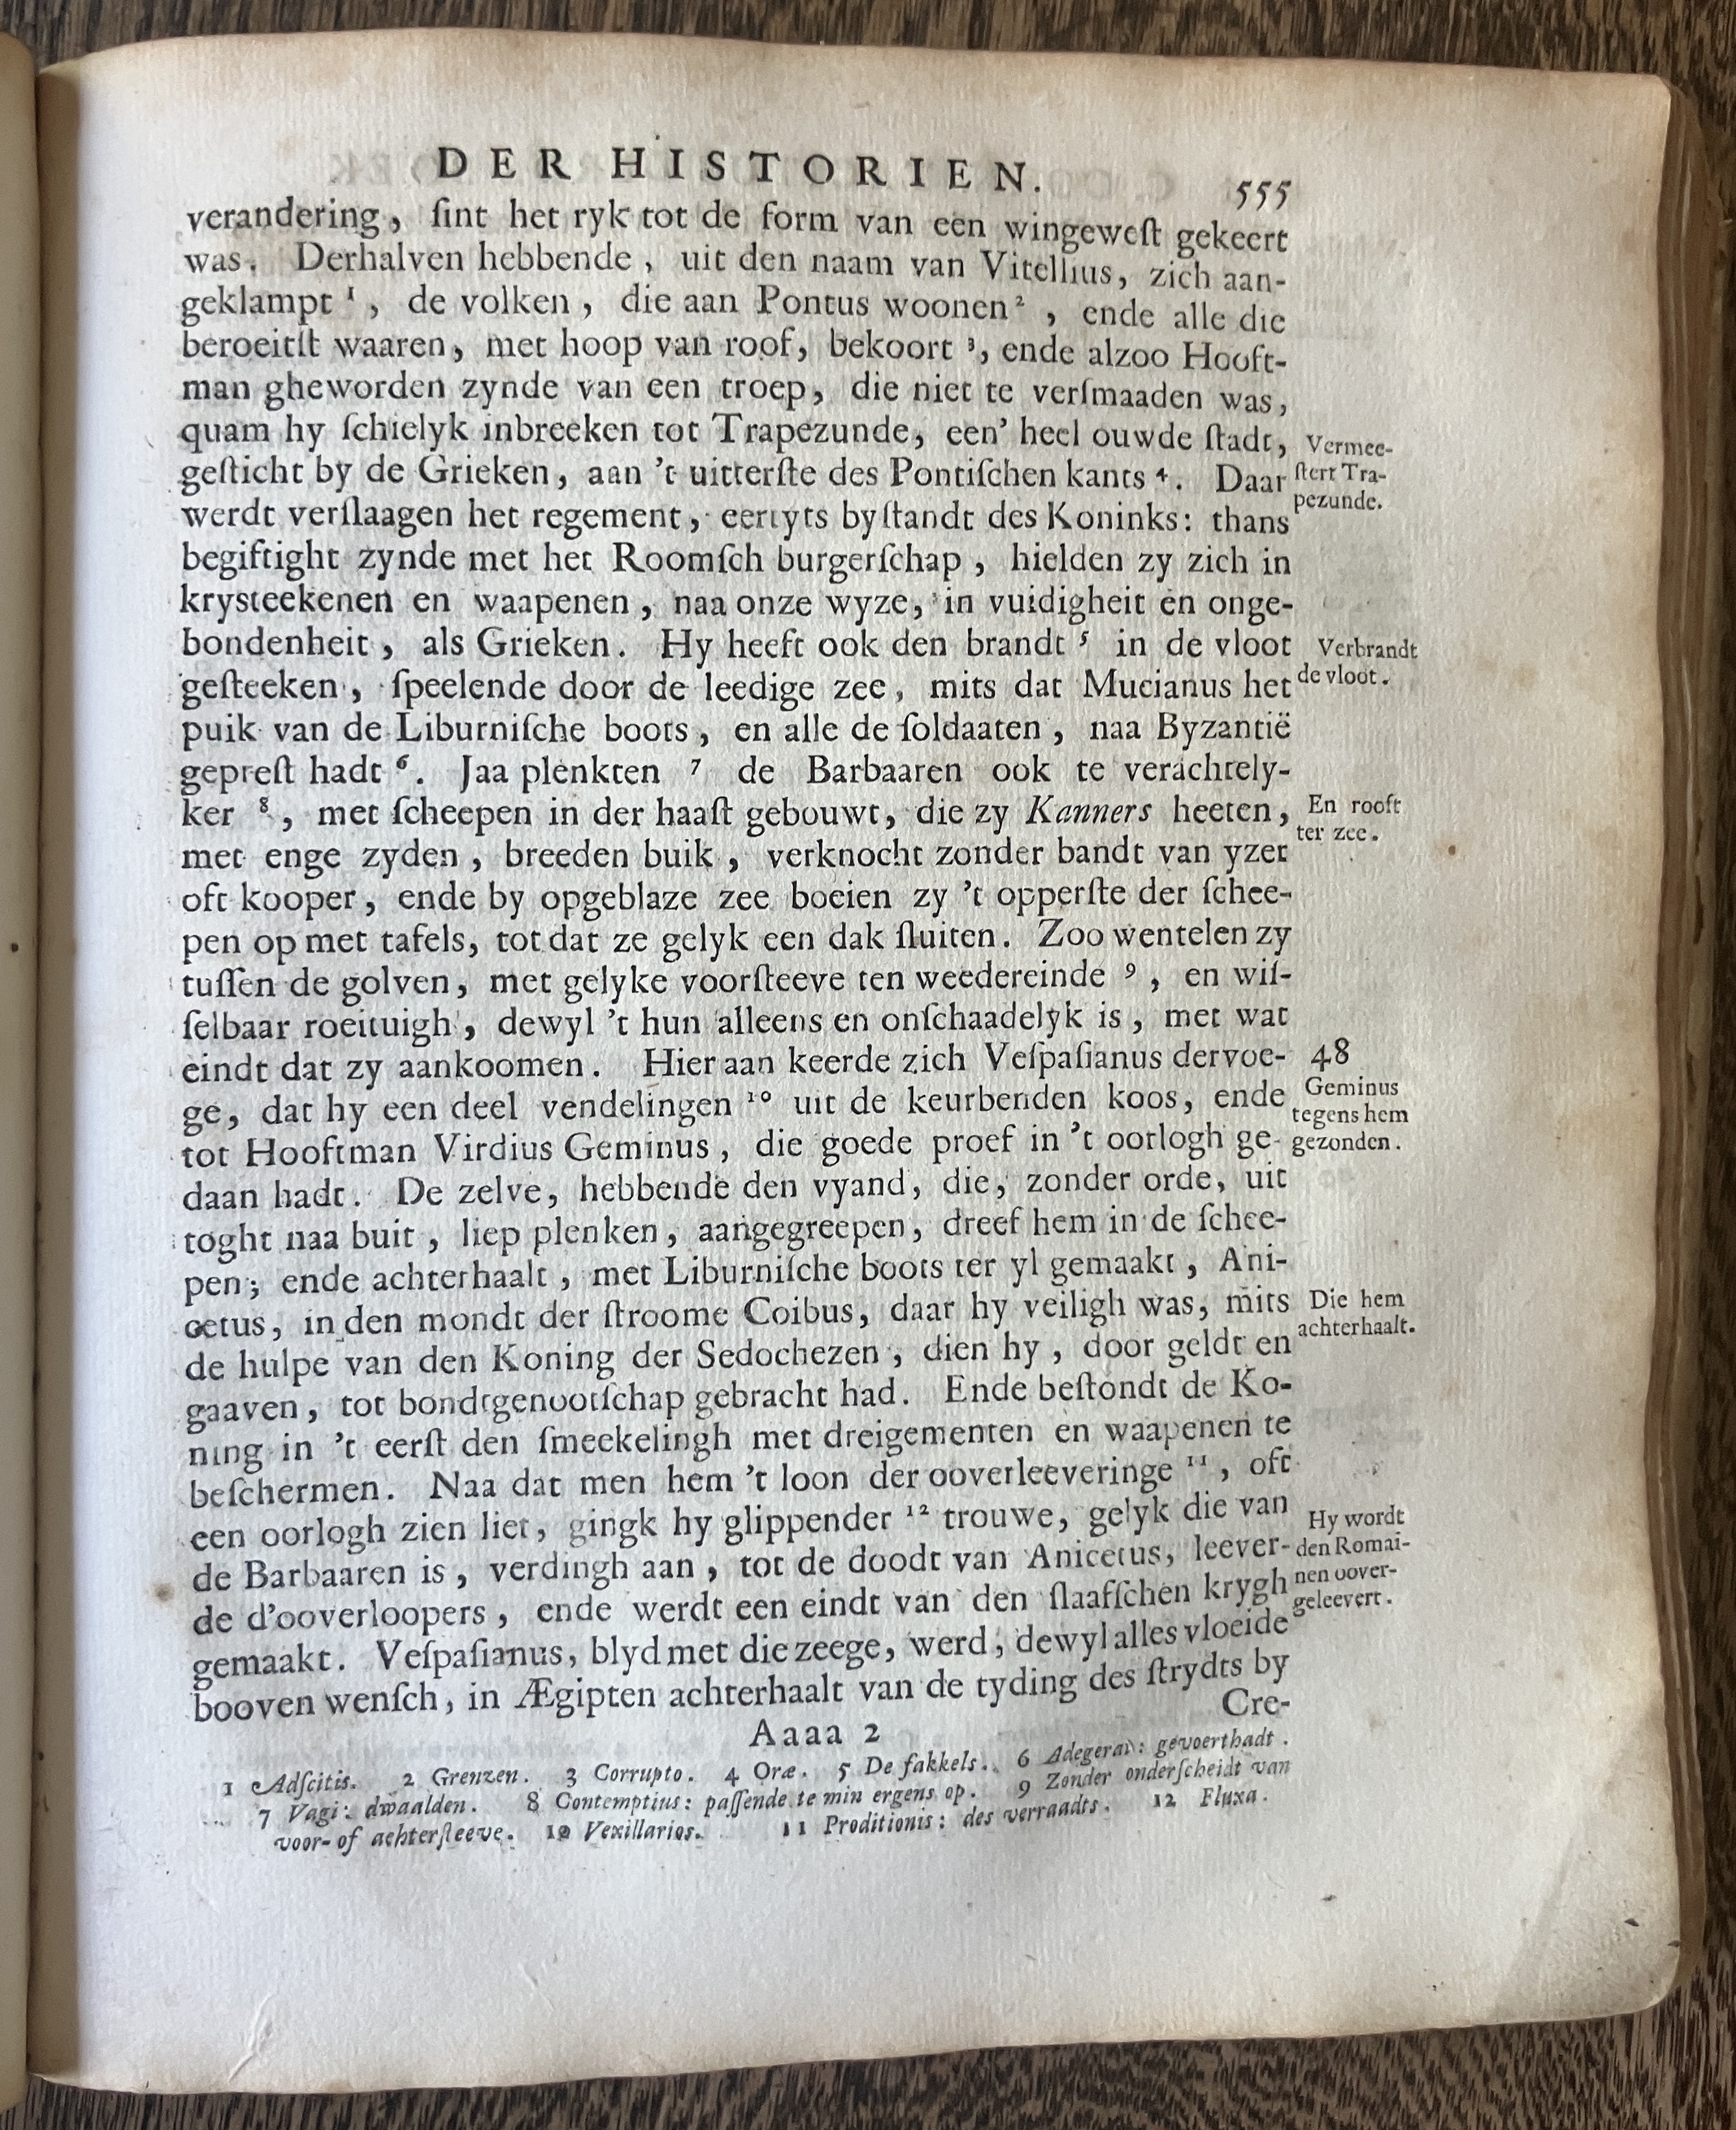 DER HISTORIEN. 555
verandering, ſint het ryk tot de form van een wingeweſt gekeert
was. Derhalven hebbende, uit den naam van Vitellius, zich aan-
geklampt ¹, de volken, die aan Pontus woonen ², ende alle die
beroeitſt waaren, met hoop van roof, bekoort ³, ende alzoo Hooft-
man gheworden zynde van een troep, die niet te verſmaaden was,
quam hy ſchielyk inbreeken tot Trapezunde, een' heel ouwde ſtadt,
Vermee-
geſticht by de Grieken, aan 't uitterſte des Pontiſchen kants ⁴. Daar
ſtert Tra-
pezunde.
werdt verſlaagen het regement, eertyts byſtandt des Koninks: thans
begiftight zynde met het Roomſch burgerſchap, hielden zy zich in
krysteekenen en waapenen, naa onze wyze, in vuidigheit en onge-
bondenheit, als Grieken. Hy heeft ook den brandt ⁵ in de vloot
Verbrandt
geſteeken, ſpeelende door de leedige zee, mits dat Mucianus het
de vloot.
puik van de Liburniſche boots, en alle de ſoldaaten, naa Byzantië
gepreſt hadt ⁶. Jaa plenkten ⁷ de Barbaaren ook te verachtely-
ker ⁸, met ſcheepen in der haaſt gebouwt, die zy Kanners heeten,
En rooft
ter zee.
met enge zyden, breeden buik, verknocht zonder bandt van yzer
oft kooper, ende by opgeblaze zee boeien zy 't opperſte der ſchee-
pen op met tafels, tot dat ze gelyk een dak ſluiten. Zoo wentelen zy
tuſſen de golven, met gelyke voorſteeve ten weedereinde ⁹, en wiſ-
ſelbaar roeituigh, dewyl 't hun alleens en onſchaadelyk is, met wat
eindt dat zy aankoomen. Hier aan keerde zich Veſpaſianus dervoe-
48
ge, dat hy een deel vendelingen ¹⁰ uit de keurbenden koos, ende
Geminus
tegens hem
tot Hooftman Virdius Geminus, die goede proef in 't oorlogh ge-
gezonden.
daan hadt. De zelve, hebbende den vyand, die, zonder orde, uit
toght naa buit, liep plenken, aangegreepen, dreef hem in de ſchee-
pen; ende achterhaalt, met Liburniſche boots ter yl gemaakt, Ani-
cetus, in den mondt der ſtroome Coibus, daar hy veiligh was, mits
Die hem
achterhaalt.
de hulpe van den Koning der Sedochezen, dien hy, door geldt en
gaaven, tot bondtgenootſchap gebracht had. Ende beſtondt de Ko-
ning in 't eerſt den ſmeekelingh met dreigementen en waapenen te
beſchermen. Naa dat men hem 't loon der ooverleeveringe ¹¹, oft
een oorlogh zien liet, gingk hy glippender ¹² trouwe, gelyk die van
Hy wordt
de Barbaaren is, verdingh aan, tot de doodt van Anicetus, leever-
den Romai-
de d'ooverloopers, ende werdt een eindt van den ſlaafſchen krygh
nen oover-
geleevert.
gemaakt. Veſpaſianus, blyd met die zeege, werd, dewyl alles vloeide
booven wenſch, in Ægipten achterhaalt van de tyding des ſtrydts by
Cre-
Aaaa 2
1 Adſcitis. 2 Grenzen. 3 Corrupto. 4 Oræ. 5 De fakkels. 6 Adegerat: gevoert hadt.
7 Vagi: dwaalden. 8 Contemptius: paſſende te min ergens op. 9 Zonder onderſcheidt van
voor- of achterſteeve. 10 Vexillarios. 11 Proditionis: des verraadts. 12 Fluxa.